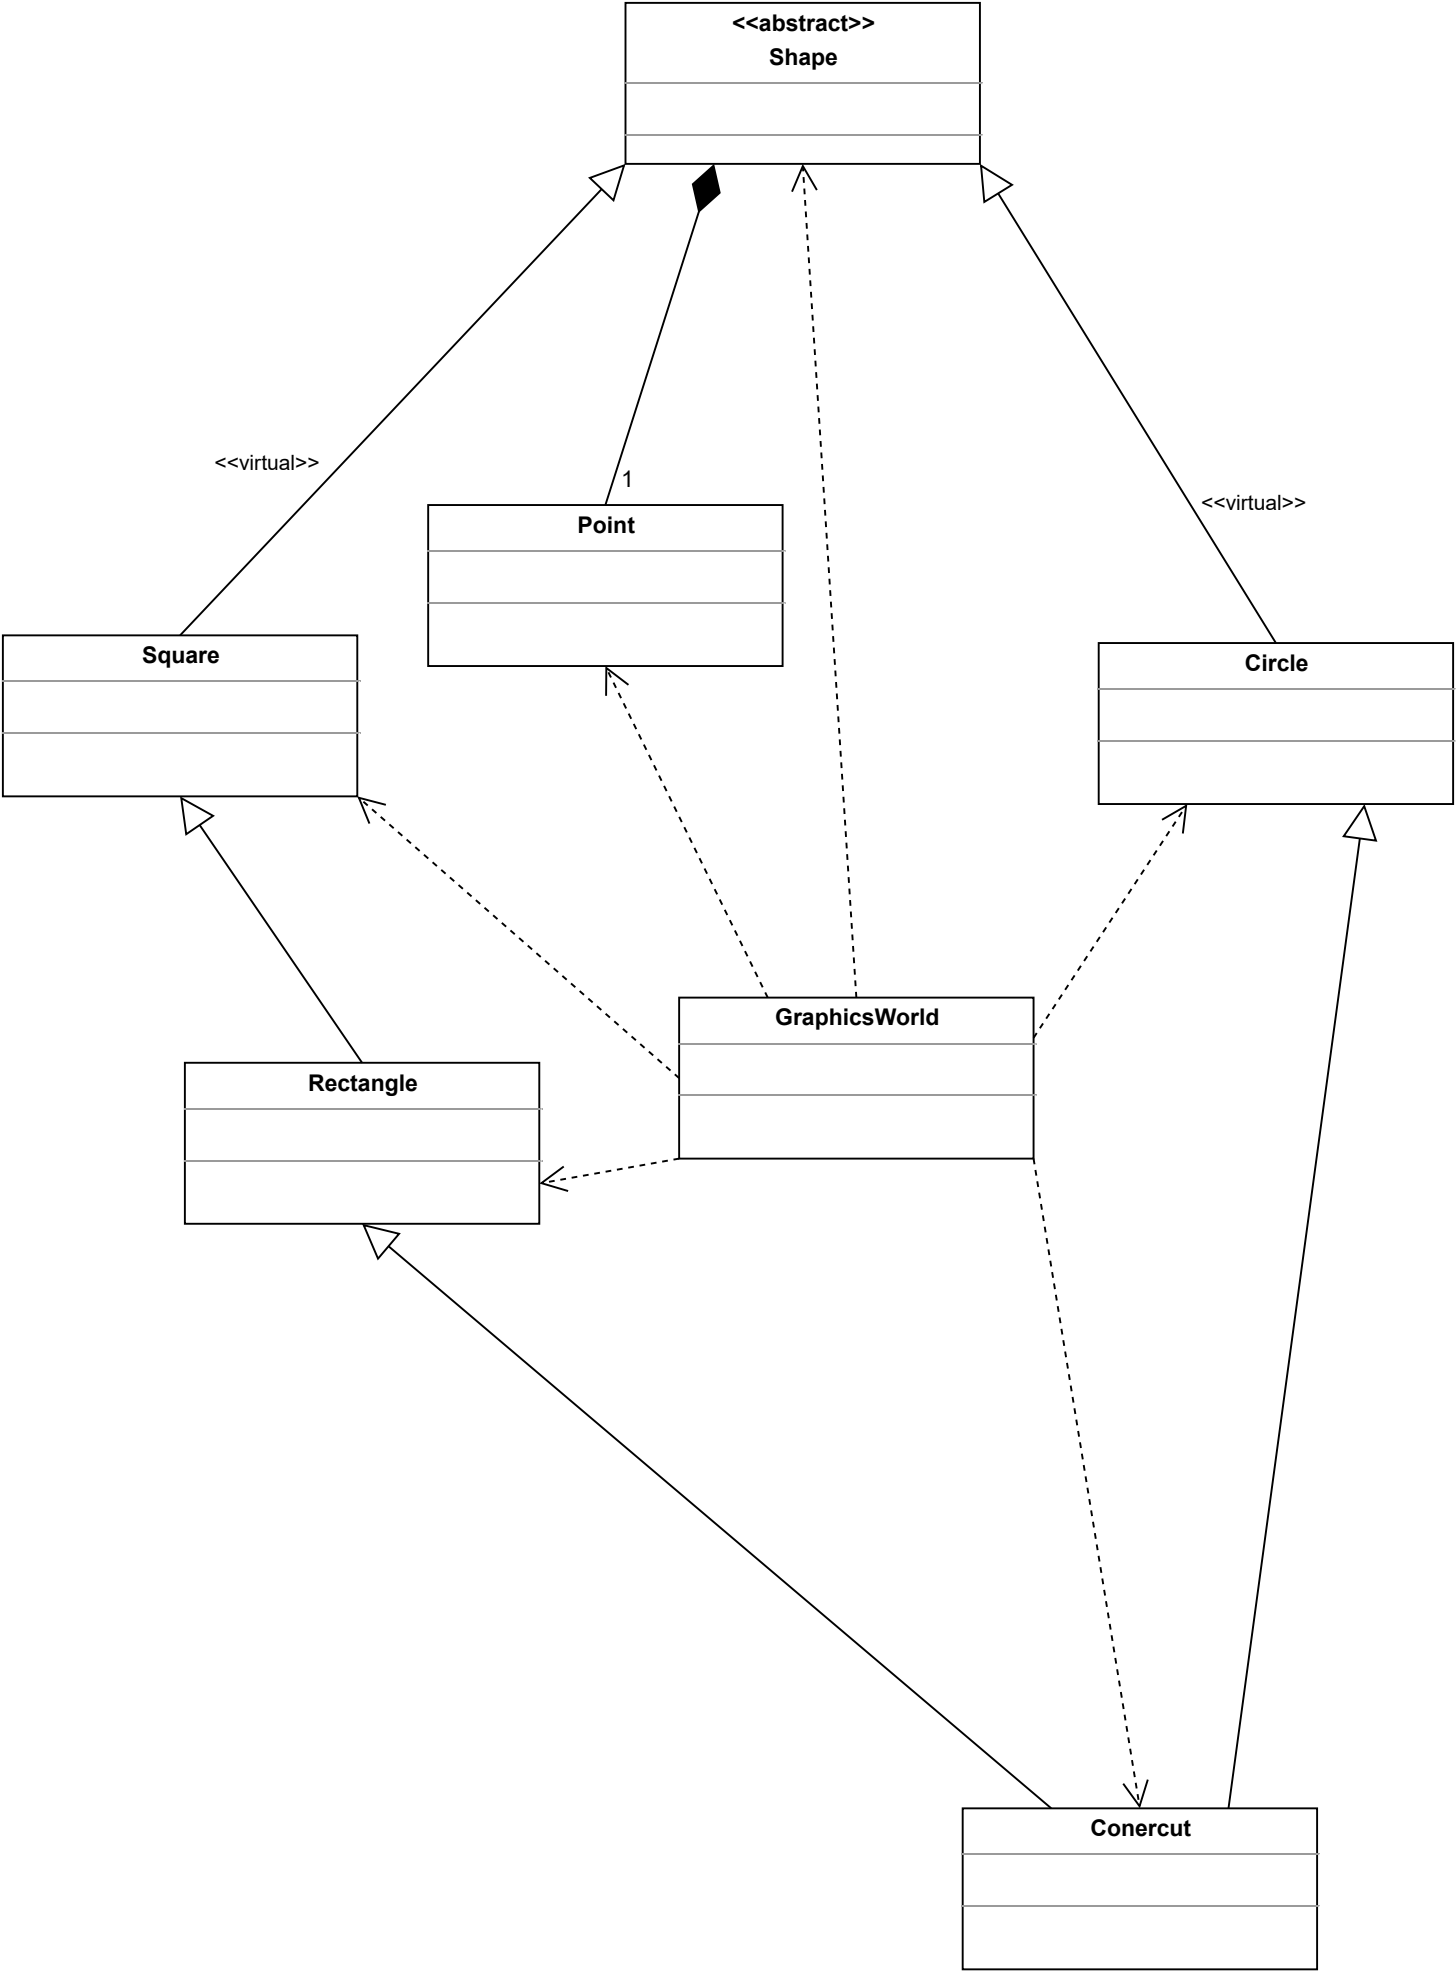 <<abstract>>
Shape
<<virtual>>
1
<<virtual>>
Point
Square
Circle
GraphicsWorld
Rectangle
Conercut